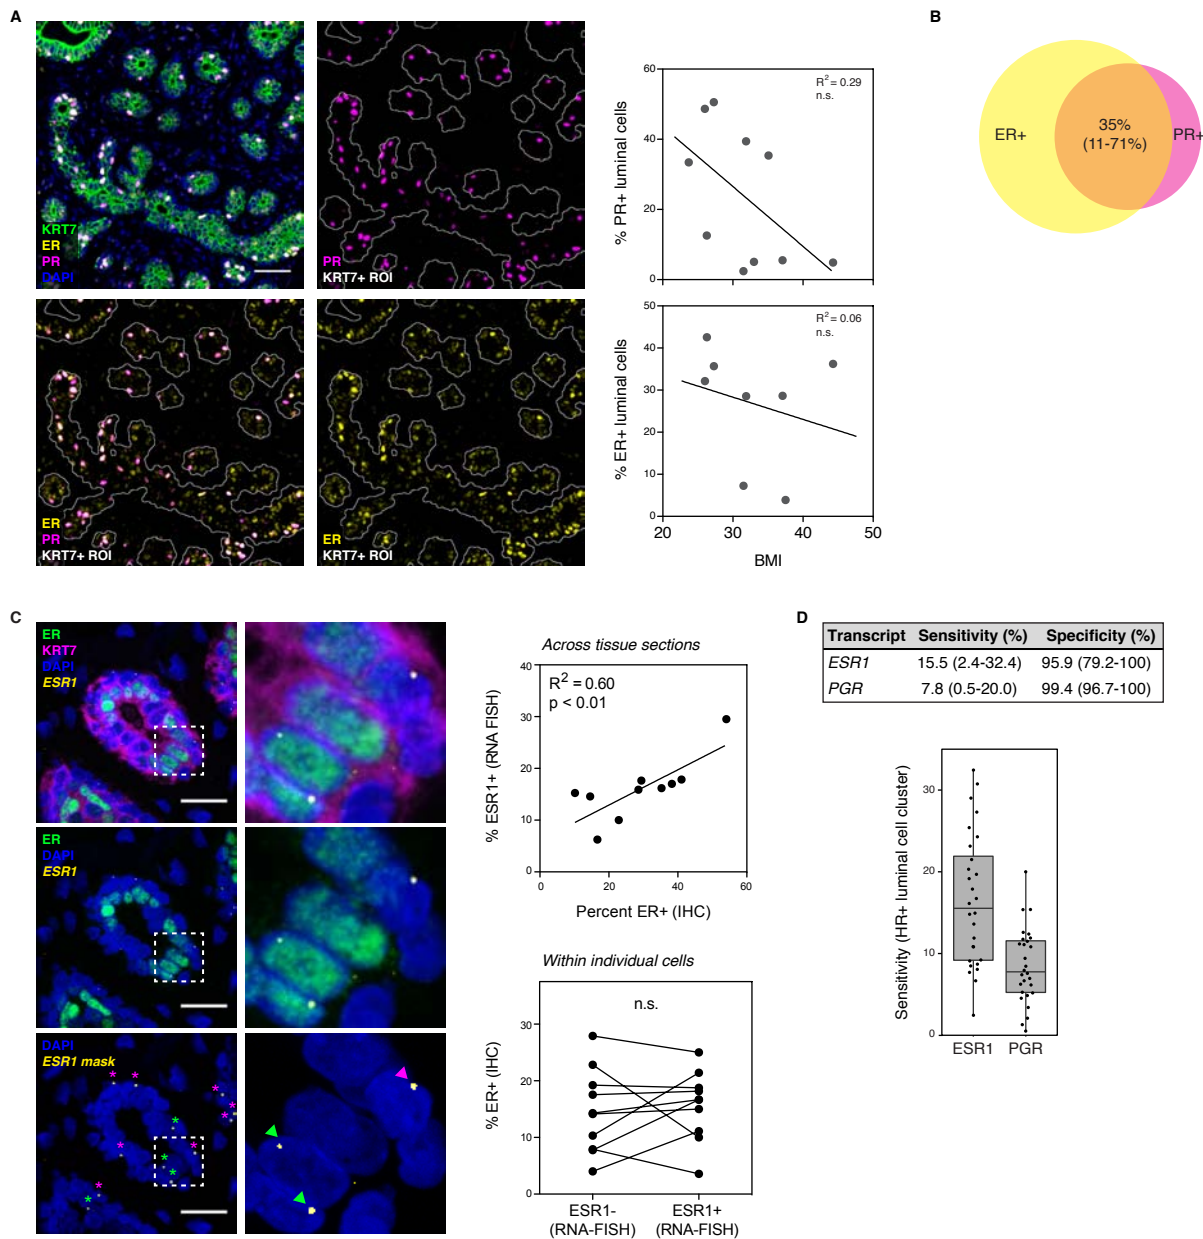 A
KRT7
ER
PR
DAPI
PR
KRT7+ ROI
ER
PR
KRT7+ ROI
ER
KRT7+ ROI
% PR+ luminal cells
60
40
20
0
R² = 0.29
n.s.
% ER+ luminal cells
50
40
30
20
10
0
R² = 0.06
n.s.
20
30
40
50
BMI
B
ER+
35%
(11-71%)
PR+
C
ER
KRT7
DAPI
ESR1
ER
DAPI
ESR1
DAPI
ESR1 mask
Across tissue sections
% ESR1+ (RNA FISH)
40
30
20
10
0
R² = 0.60
p < 0.01
0
20
40
60
Percent ER+ (IHC)
Within individual cells
% ER+ (IHC)
30
20
10
0
n.s.
ESR1- ESR1+
(RNA-FISH) (RNA-FISH)
D
Transcript Sensitivity (%) Specificity (%)
ESR1 15.5 (2.4-32.4) 95.9 (79.2-100)
PGR 7.8 (0.5-20.0) 99.4 (96.7-100)
Sensitivity (HR+ luminal cell cluster)
30
20
10
0
ESR1 PGR